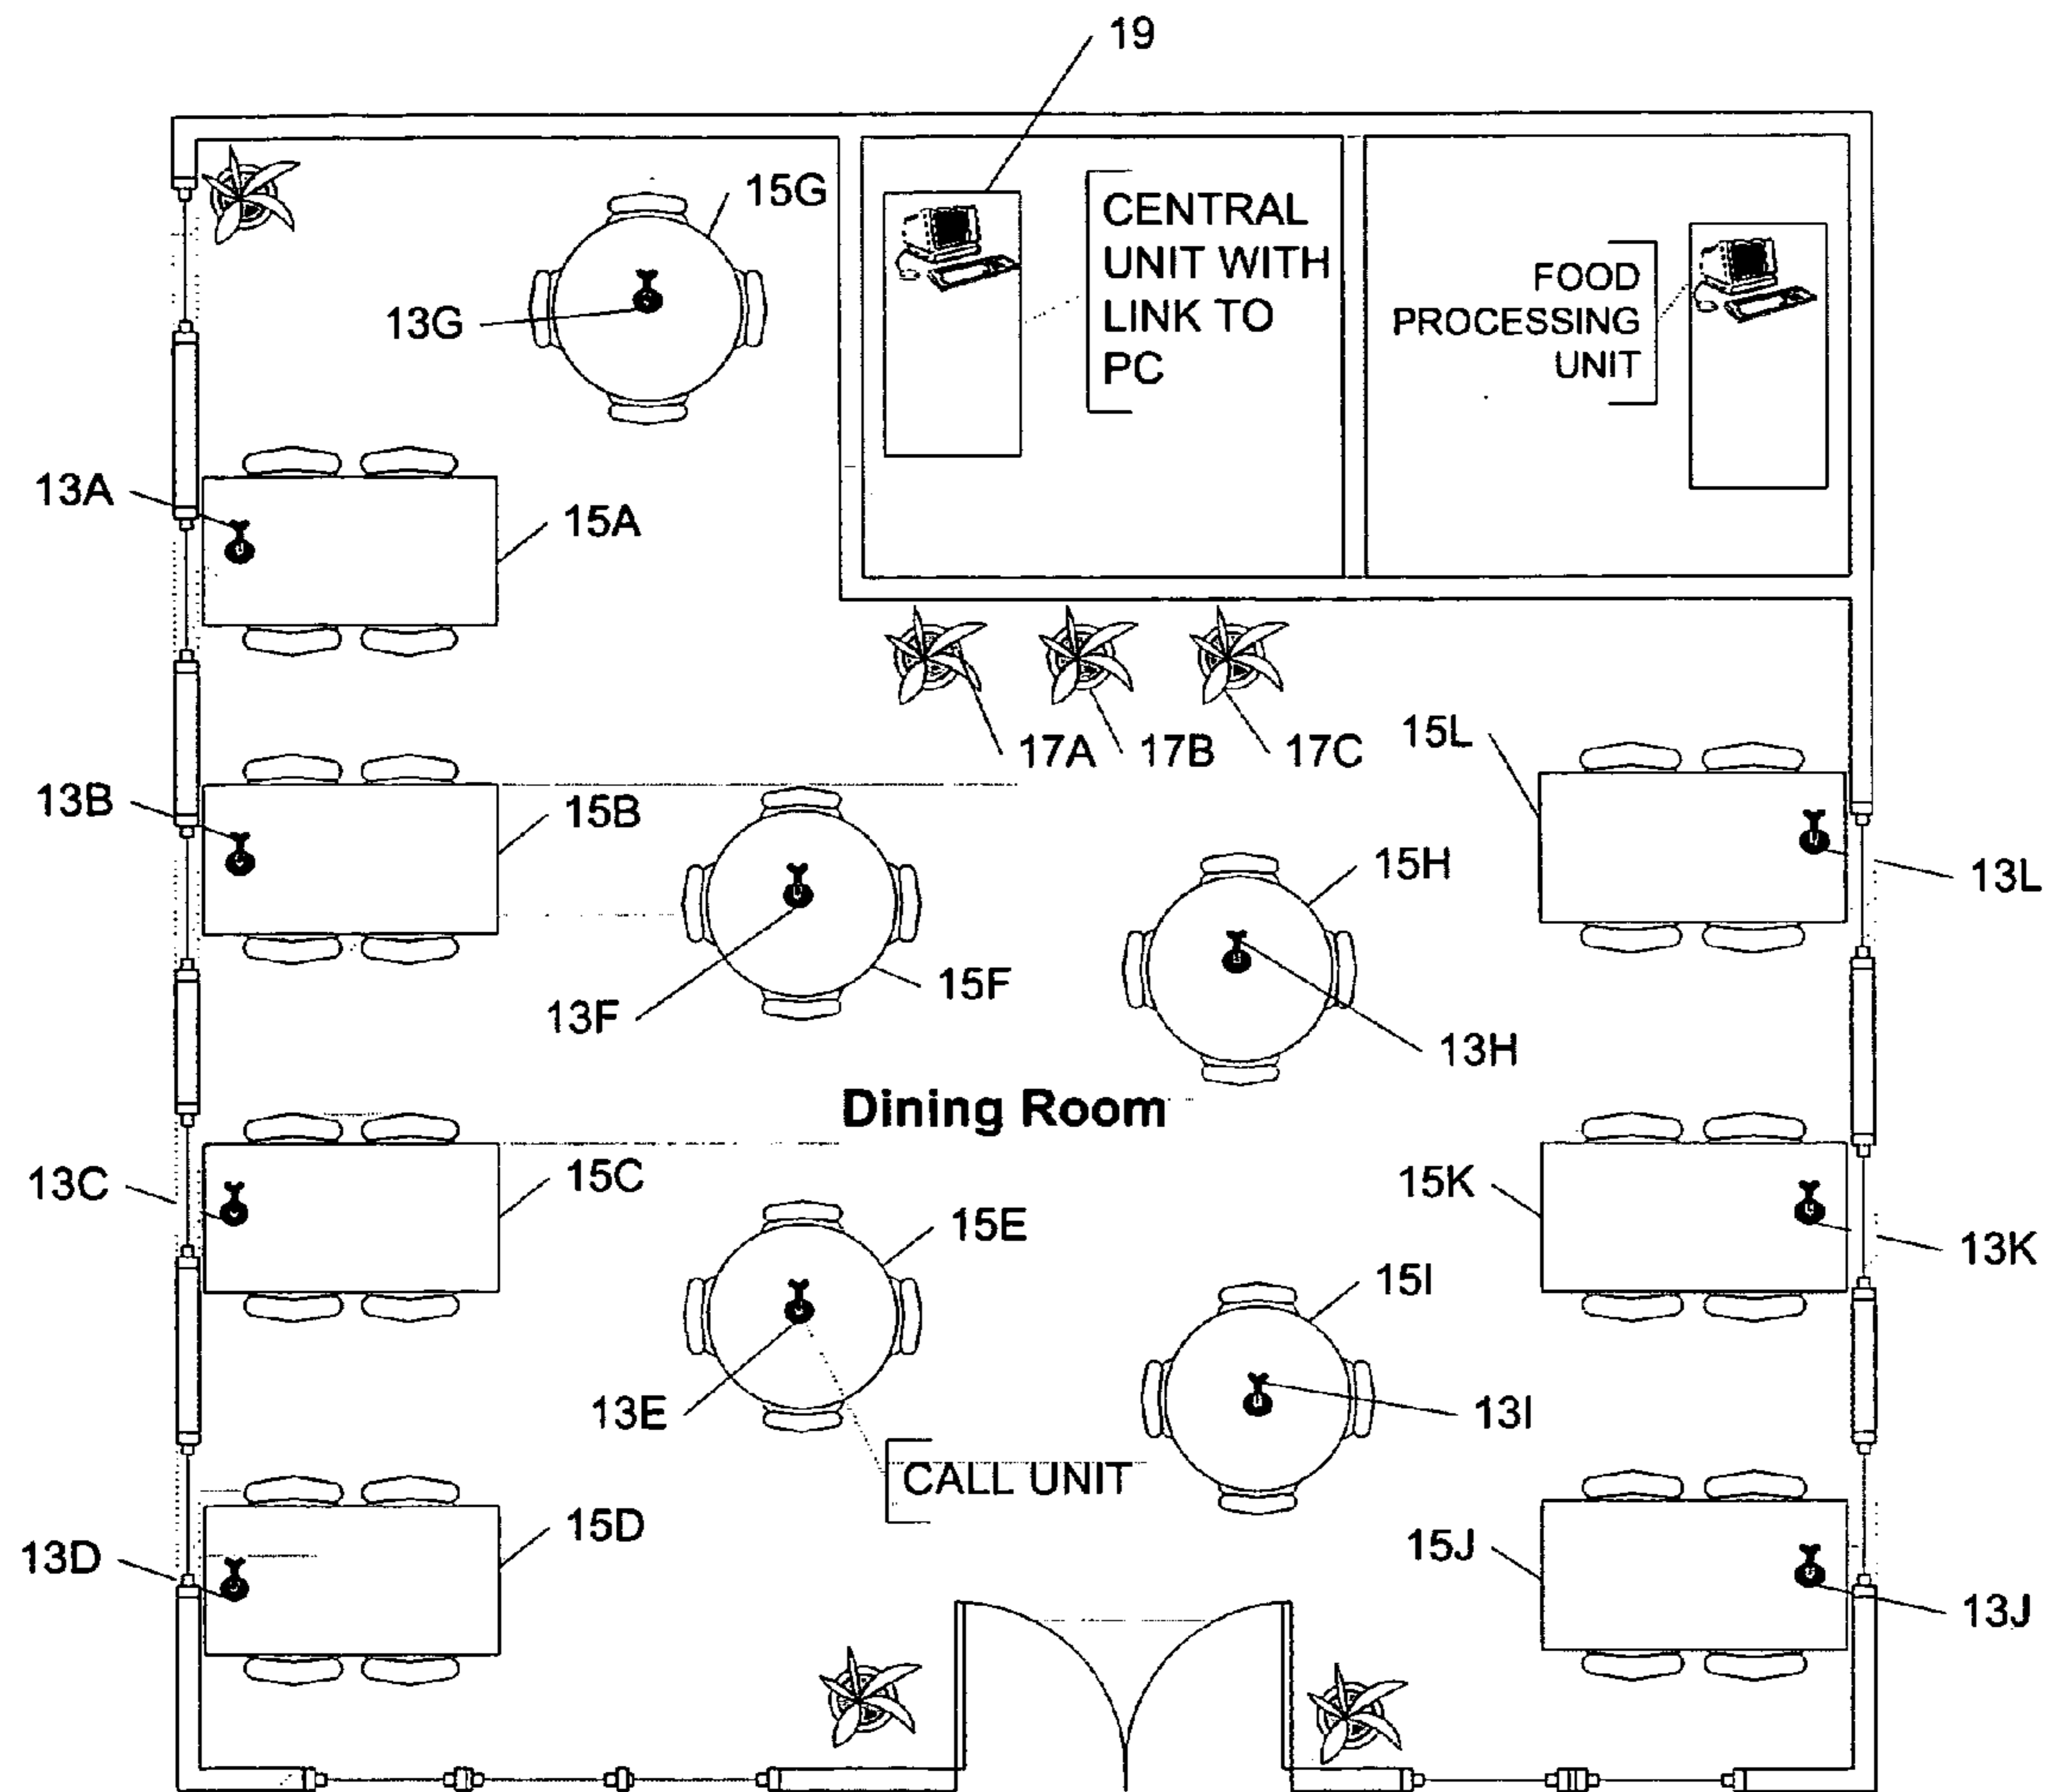 19
15G
CENTRAL
UNIT WITH
LINK TO
PC
FOOD
PROCESSING
UNIT
13G
13A
15A
17A
17B
17C
15L
13B
15B
15H
13L
15F
13F
13H
Dining Room
13C
15C
15E
15K
13K
15I
13E
13I
CALL UNIT
13D
15D
15J
13J